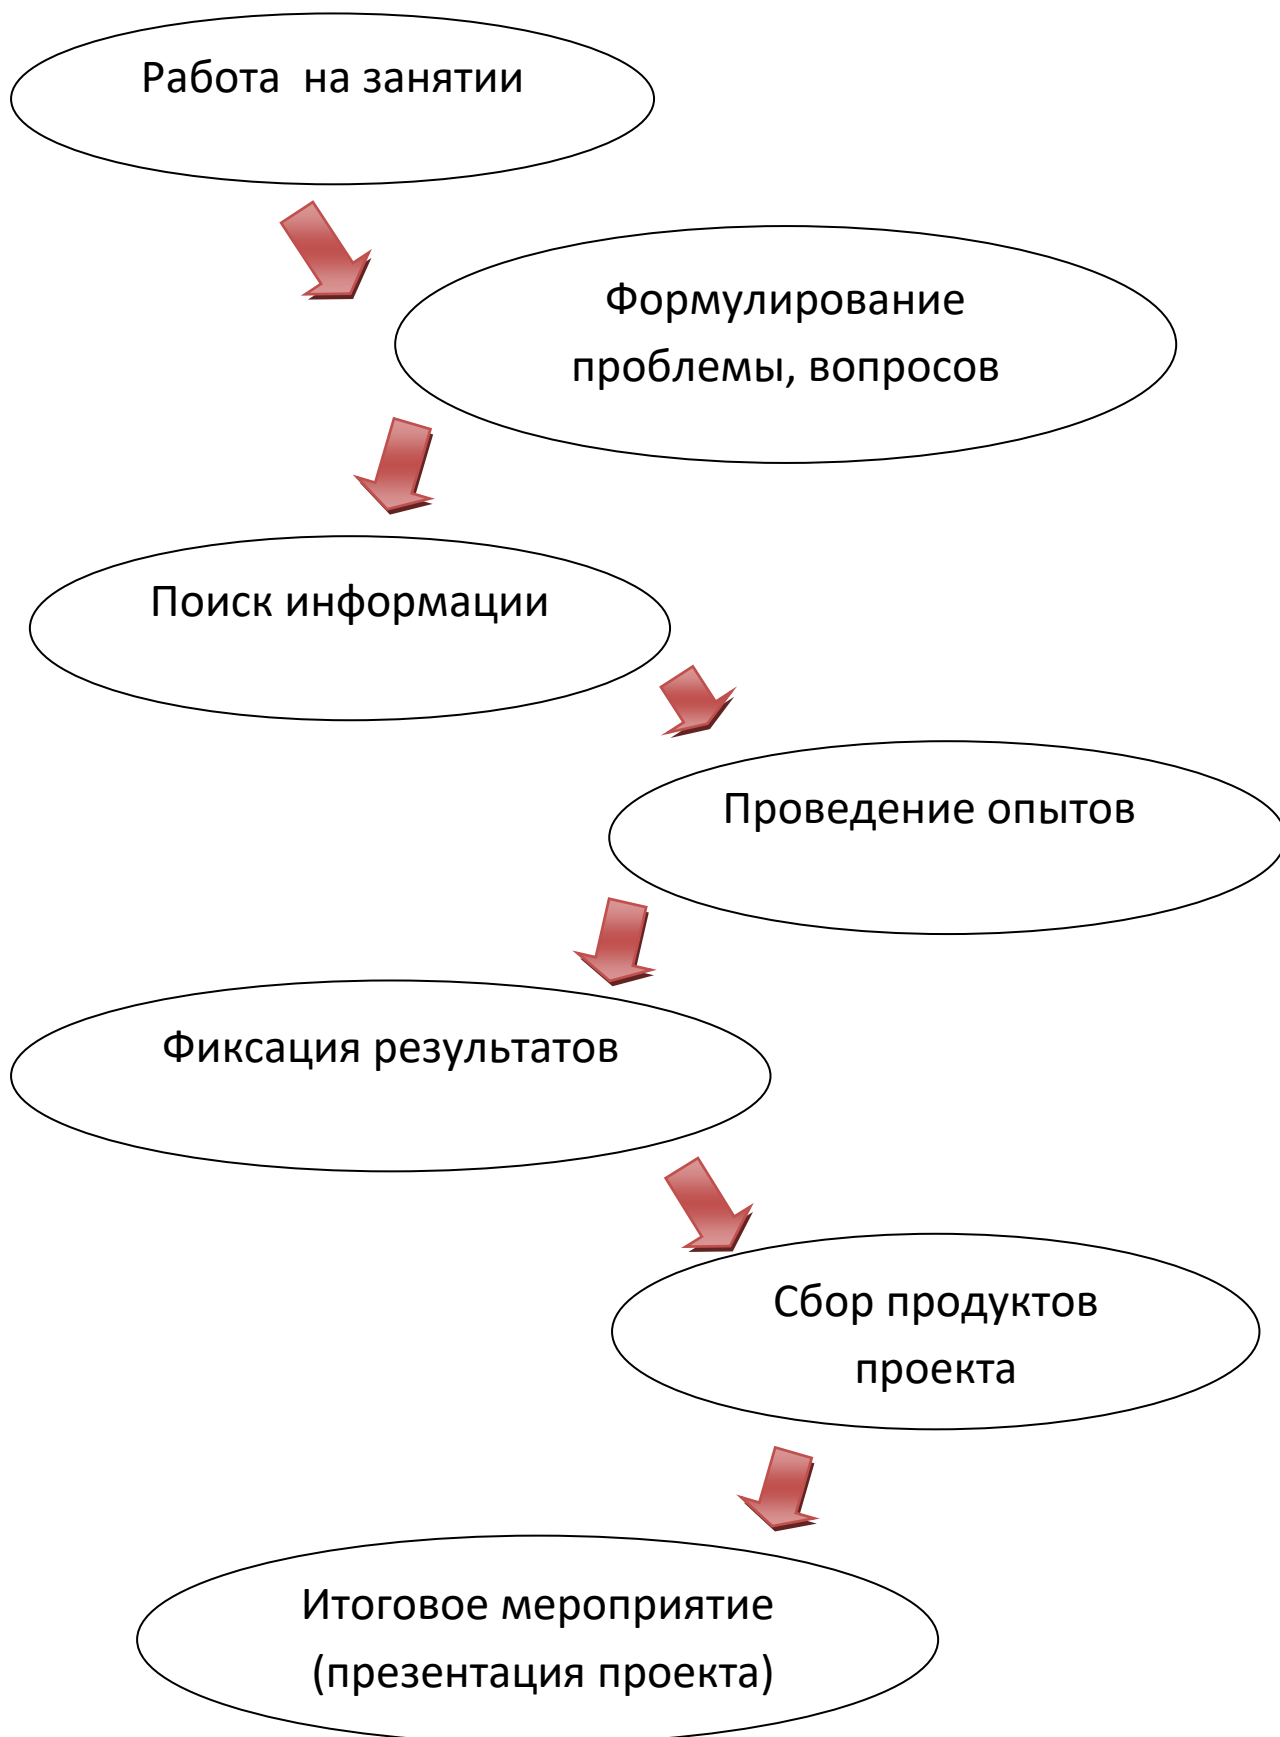 Работа  на занятии
Формулирование
проблемы, вопросов
Поиск информации
Проведение опытов
Фиксация результатов
Сбор продуктов
проекта
Итоговое мероприятие
(презентация проекта)